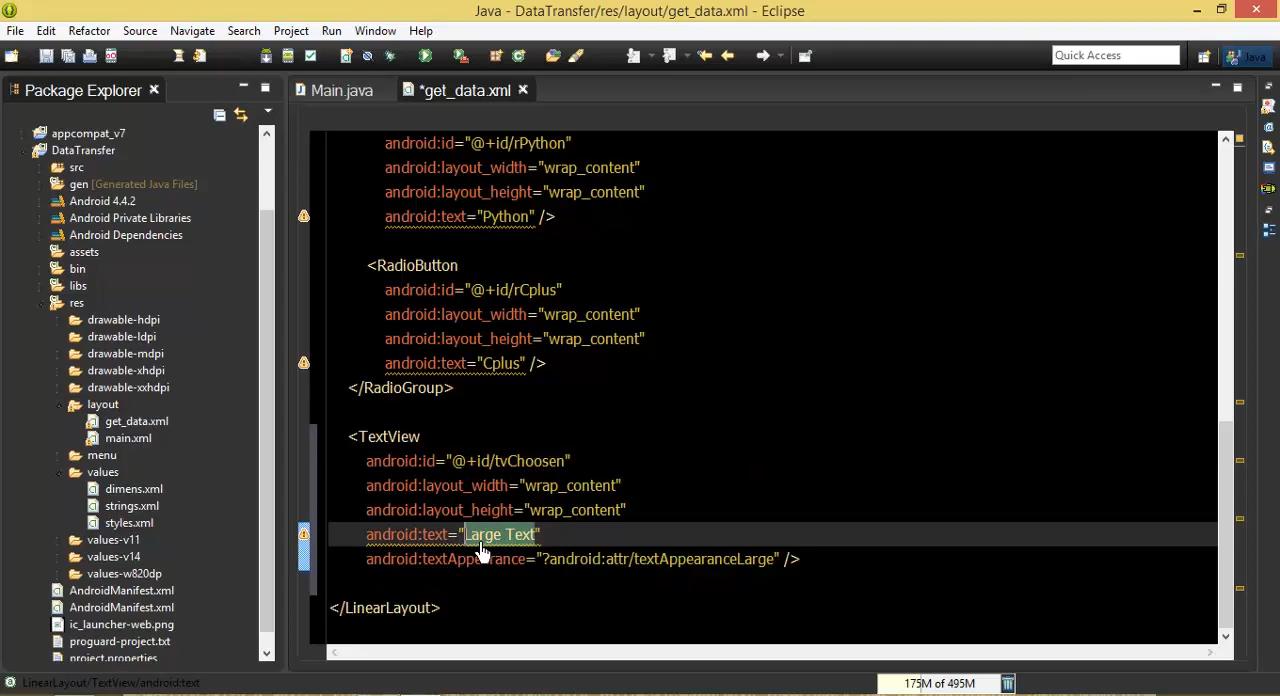 Java - DataTransfer/res/layout/get_data.xml - Eclipse
File Edit Refactor Source Navigate Search Project Run Window Help
Quick Access
Java
Package Explorer
Main.java
*get_data.xml
appcompat_v7
DataTransfer
src
gen [Generated Java Files]
Android 4.4.2
Android Private Libraries
Android Dependencies
assets
bin
libs
res
drawable-hdpi
drawable-ldpi
drawable-mdpi
drawable-xhdpi
drawable-xxhdpi
layout
get_data.xml
main.xml
menu
values
dimens.xml
strings.xml
styles.xml
values-v11
values-v14
values-w820dp
AndroidManifest.xml
AndroidManifest.xml
ic_launcher-web.png
proguard-project.txt
project.properties
android:id="@+id/rPython"
android:layout_width="wrap_content"
android:layout_height="wrap_content"
android:text="Python" />
<RadioButton
android:id="@+id/rCplus"
android:layout_width="wrap_content"
android:layout_height="wrap_content"
android:text="Cplus" />
</RadioGroup>
<TextView
android:id="@+id/tvChoosen"
android:layout_width="wrap_content"
android:layout_height="wrap_content"
android:text="Large Text"
android:textAppearance="?android:attr/textAppearanceLarge" />
</LinearLayout>
LinearLayout/TextView/android:text
175M of 495M